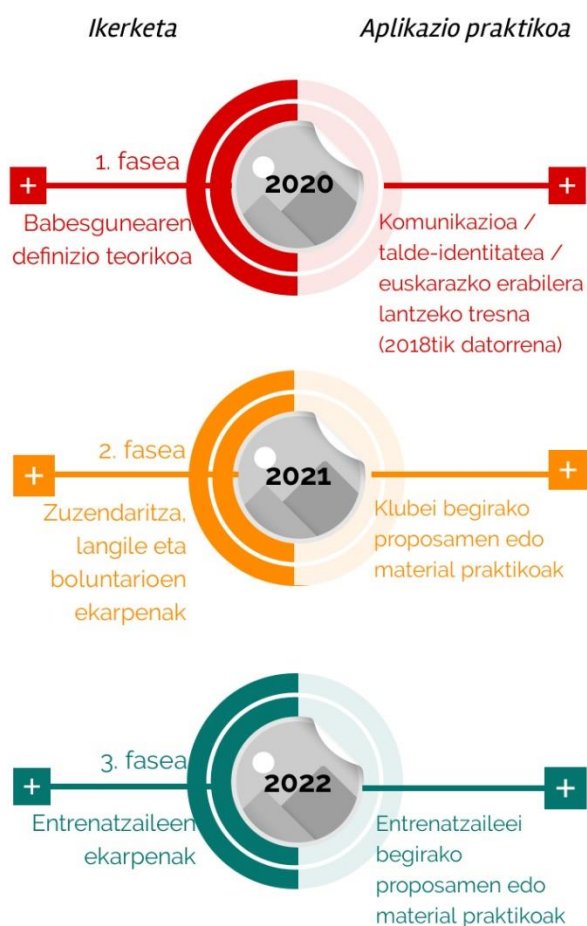 Ikerketa
Aplikazio praktikoa
1. fasea
2020
Babesgunearen
definizio teorikoa
Komunikazioa /
talde-identitatea /
euskarazko erabilera
lantzeko tresna
(2018tik datorrena)
2. fasea
2021
Zuzendaritza,
langile eta
boluntarioen
ekarpenak
Klubei begirako
proposamen edo
material praktikoak
3. fasea
2022
Entrenatzaileen
ekarpenak
Entrenatzaileei
begirako
proposamen edo
material praktikoak